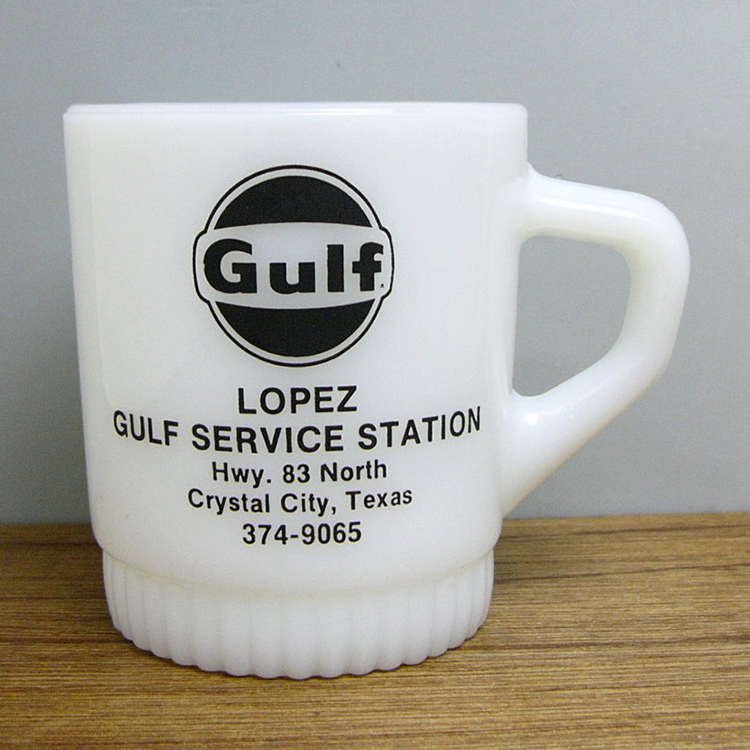 Gulf
LOPEZ
GULF SERVICE STATION
Hwy. 83 North
Crystal City, Texas
374-9065